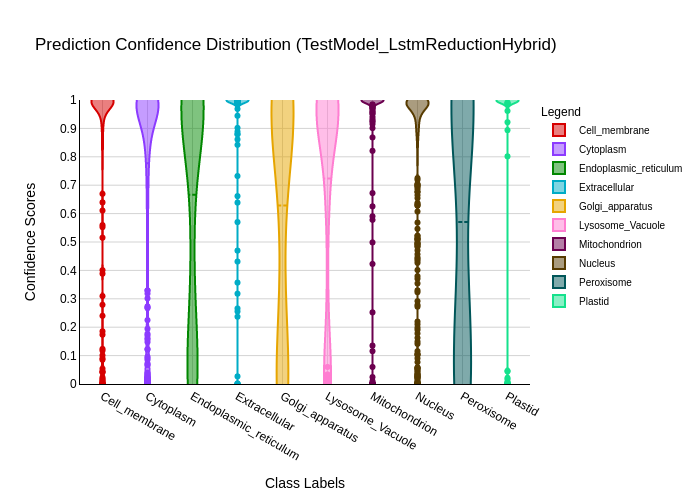 Prediction Confidence Distribution (TestModel_LstmReductionHybrid)
Confidence Scores
1
0.9
0.8
0.7
0.6
0.5
0.4
0.3
0.2
0.1
0
Cell_membrane
Cytoplasm
Endoplasmic_reticulum
Extracellular
Golgi_apparatus
Lysosome_Vacuole
Mitochondrion
Nucleus
Peroxisome
Plastid
Class Labels
Legend
Cell_membrane
Cytoplasm
Endoplasmic_reticulum
Extracellular
Golgi_apparatus
Lysosome_Vacuole
Mitochondrion
Nucleus
Peroxisome
Plastid